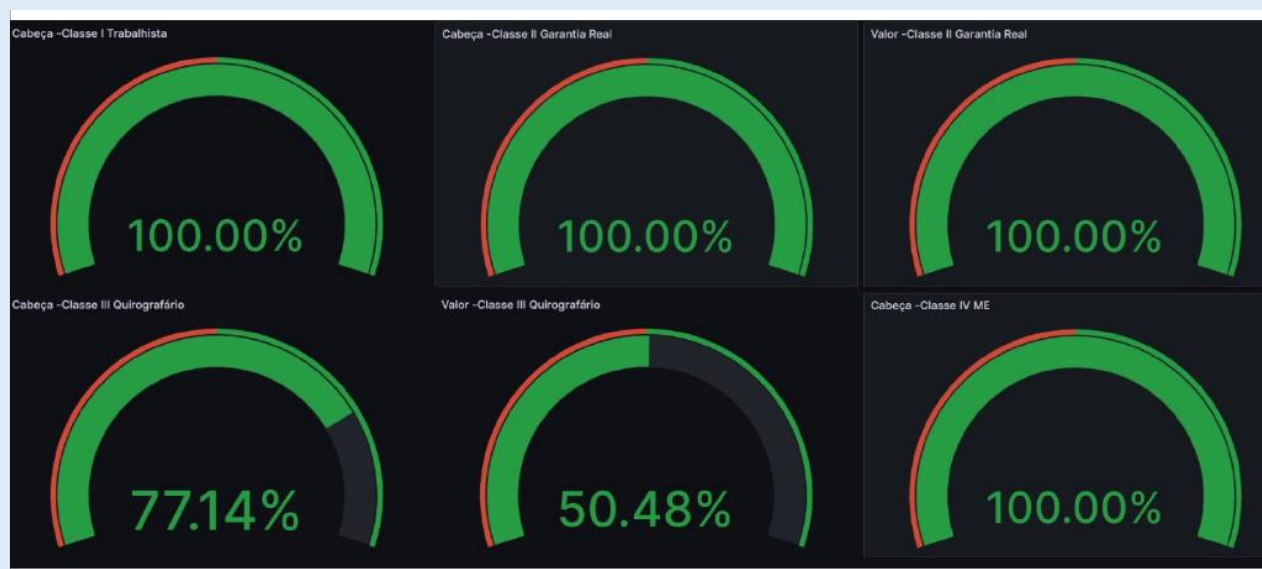 Cabeça -Classe I Trabalhista
Cabeça -Classe II Garantia Real
Valor -Classe II Garantia Real
100.00%
100.00%
100.00%
Cabeça -Classe III Quirografário
Valor -Classe III Quirografário
Cabeça -Classe IV ME
77.14%
50.48%
100.00%